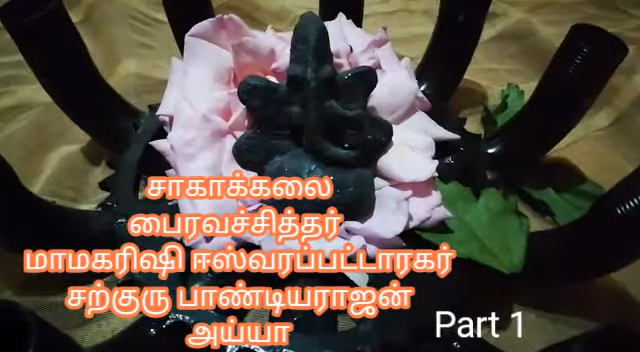 சாகாக்கலை
பைரவச்சித்தர்
மாமகரிஷி ஈஸ்வரப்பட்டாரகர்
சற்குரு பாண்டியராஜன்
அய்யா
Part 1